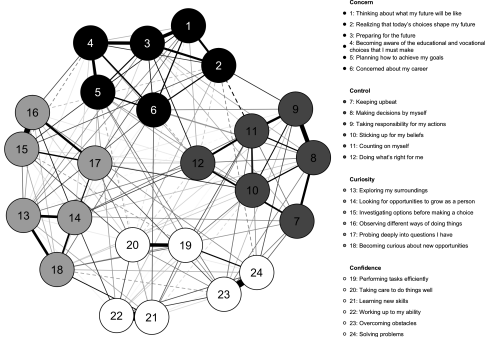 Concern
1: Thinking about what my future will be like
2: Realizing that today's choices shape my future
3: Preparing for the future
4: Becoming aware of the educational and vocational
choices that I must make
5: Planning how to achieve my goals
6: Concerned about my career
Control
7: Keeping upbeat
8: Making decisions by myself
9: Taking responsibility for my actions
10: Sticking up for my beliefs
11: Counting on myself
12: Doing what's right for me
Curiosity
13: Exploring my surroundings
14: Looking for opportunities to grow as a person
15: Investigating options before making a choice
16: Observing different ways of doing things
17: Probing deeply into questions I have
18: Becoming curious about new opportunities
Confidence
19: Performing tasks efficiently
20: Taking care to do things well
21: Learning new skills
22: Working up to my ability
23: Overcoming obstacles
24: Solving problems
1
4
3
2
5
6
16
9
11
15
17
12
8
10
13
14
7
20
19
18
24
23
22
21